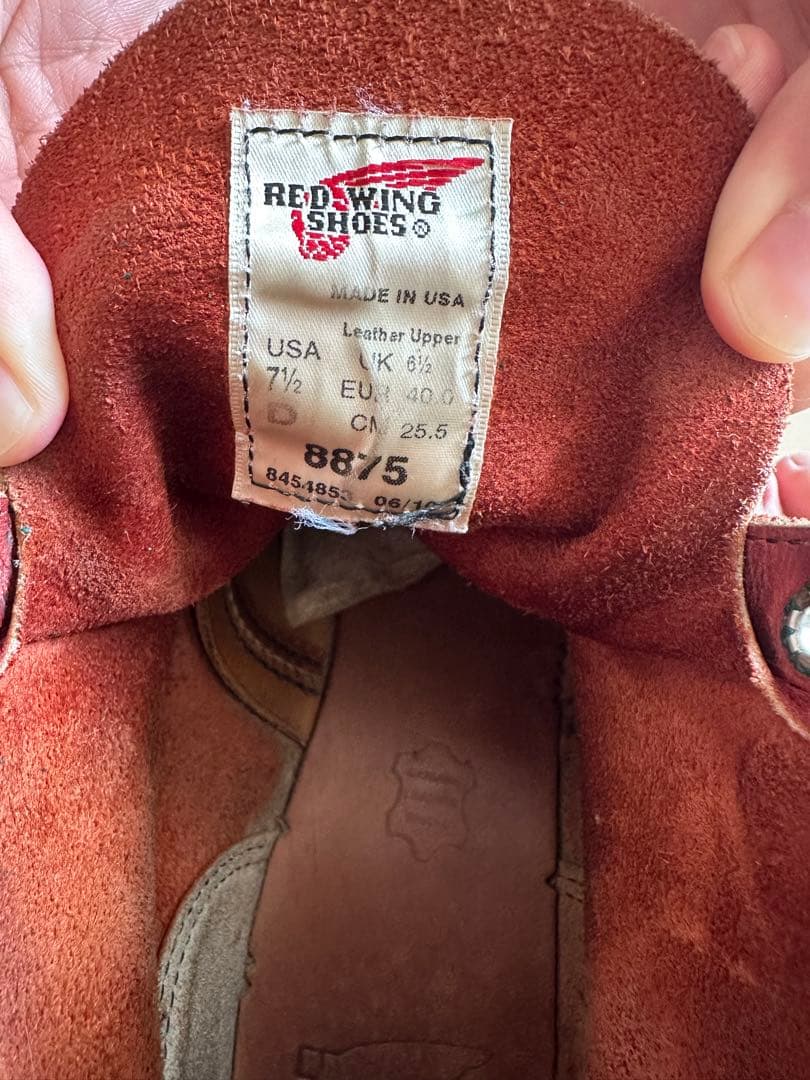 RED WING
SHOES®
MADE IN USA
Leather Upper
USA UK 6½
7½ EUR 40.0
D CM 25.5
8875
06/10